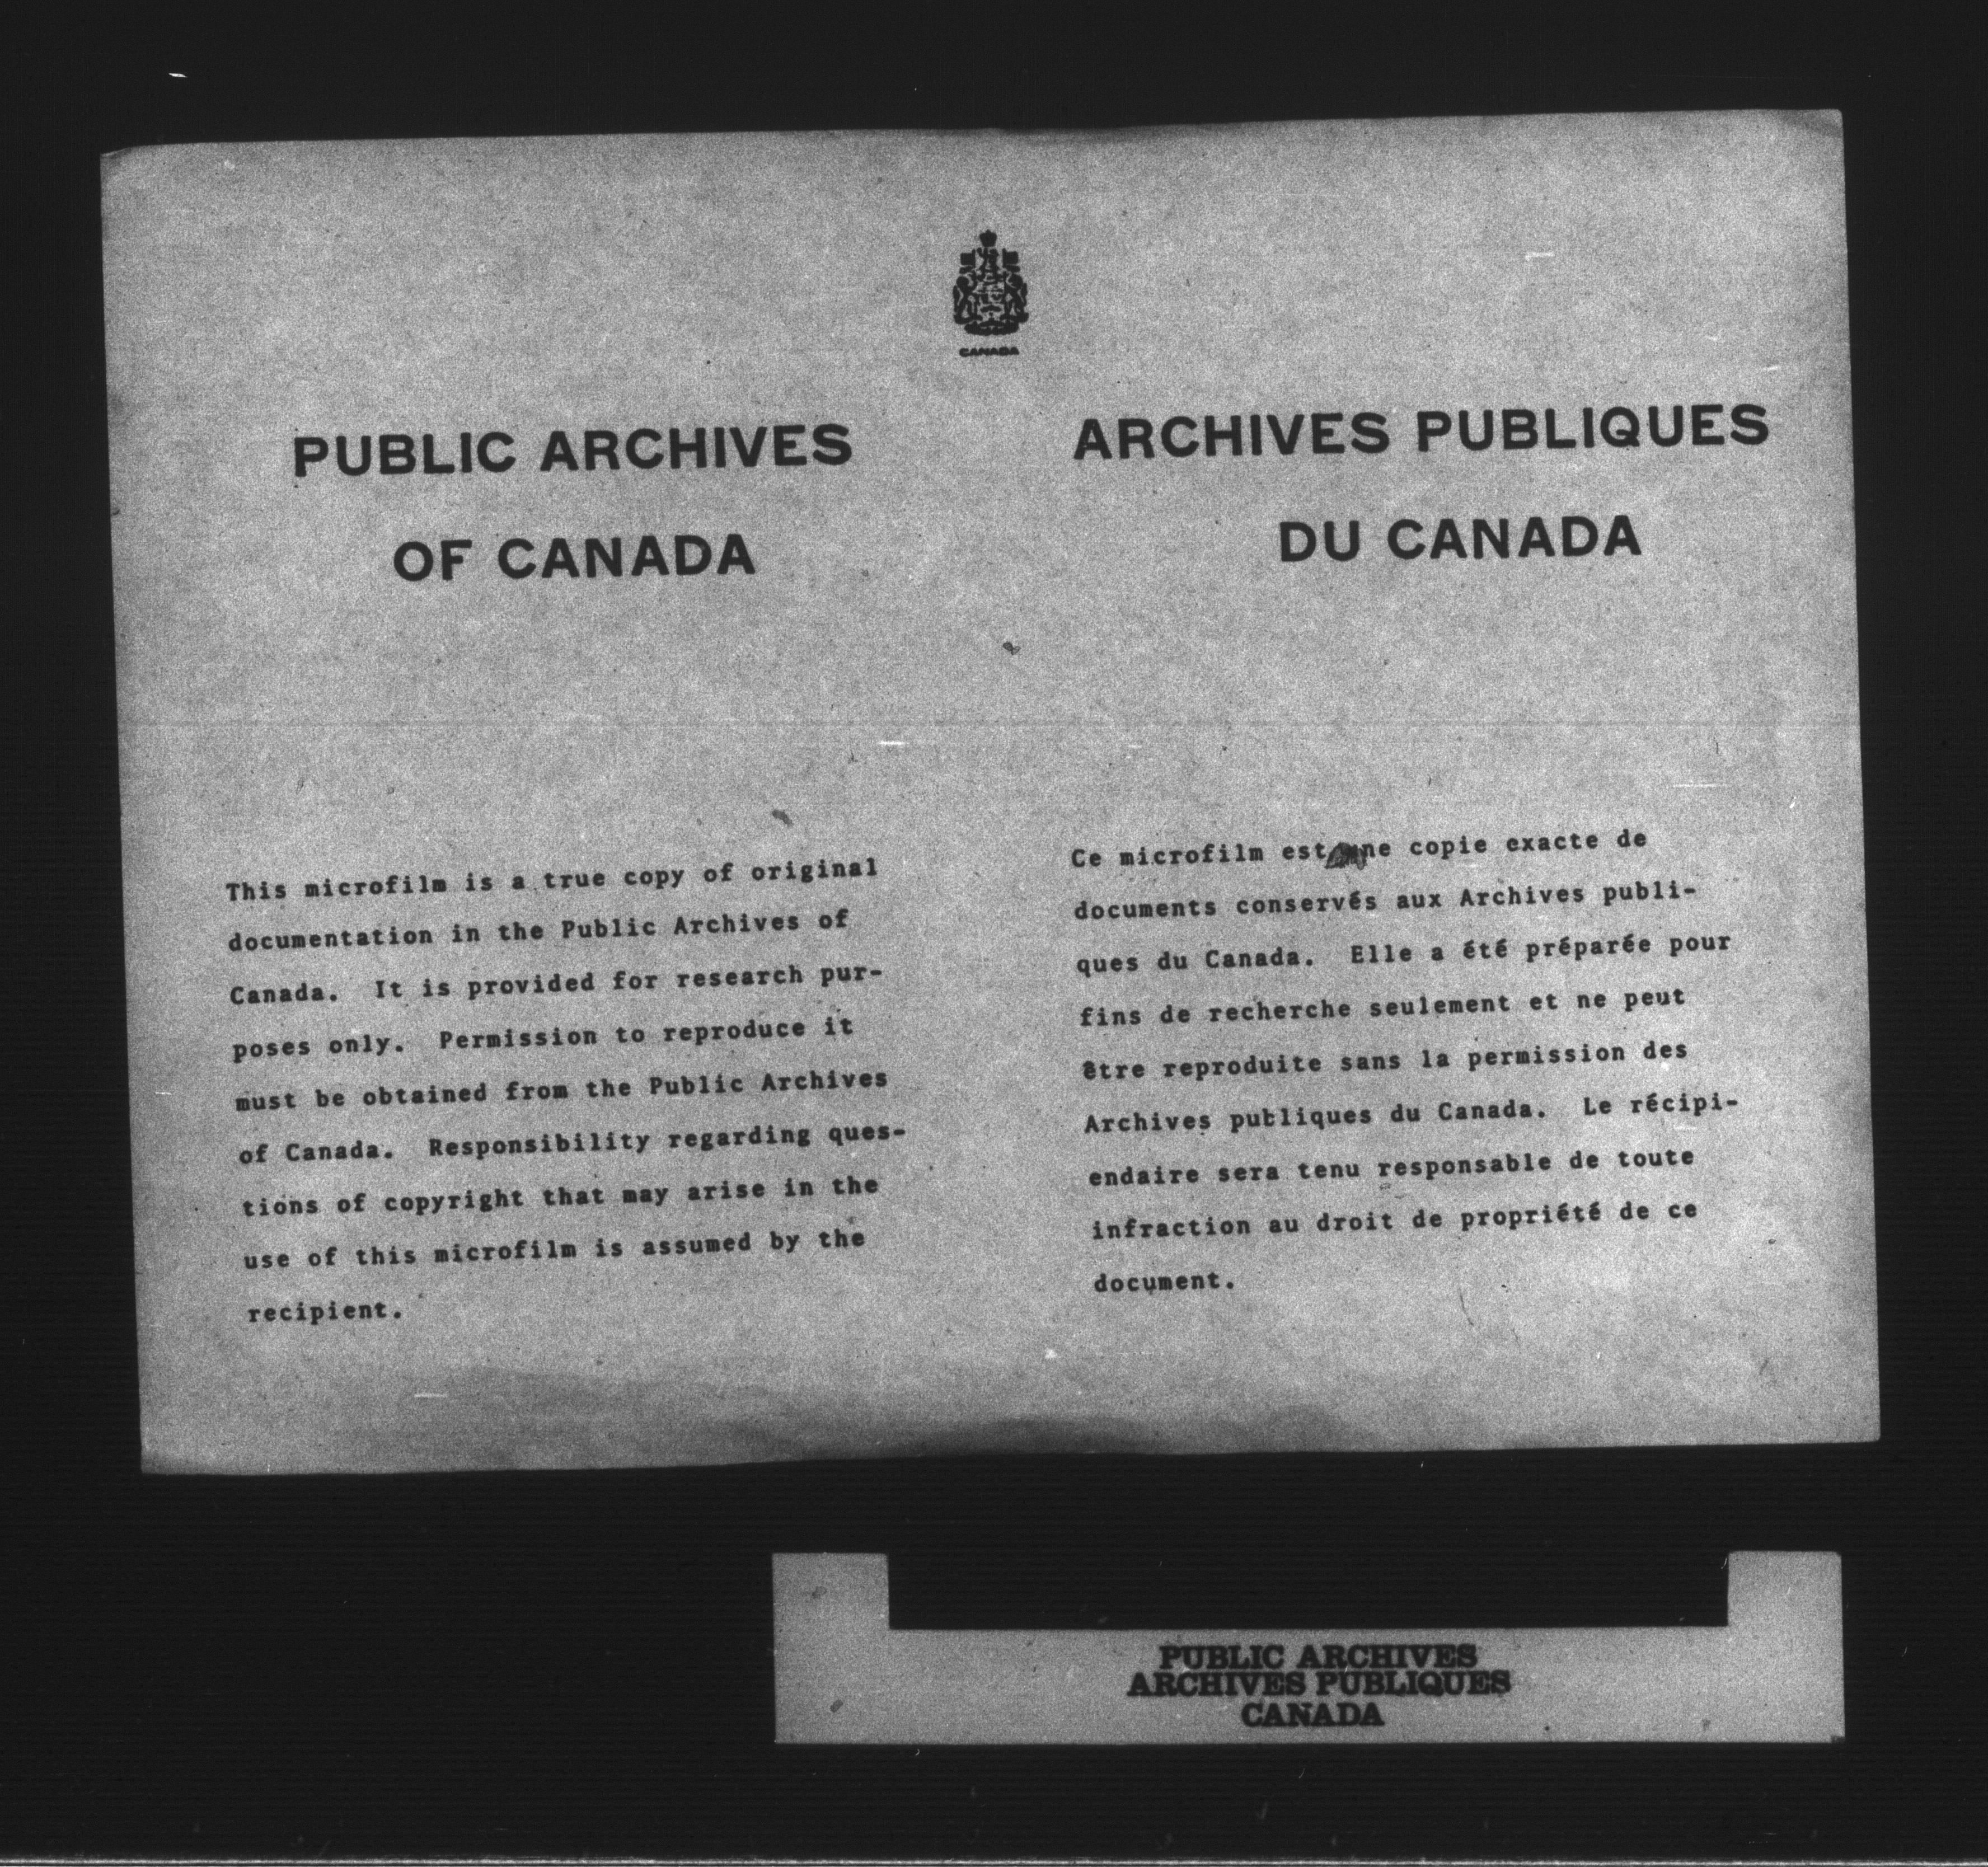 CANADA
PUBLIC ARCHIVES
OF CANADA
This microfilm is a true copy of original
documentation in the Public Archives of
Canada. It is provided for research pur-
poses only. Permission to reproduce it
must be obtained from the Public Archives
of Canada. Responsibility regarding ques-
tions of copyright that may arise in the
use of this microfilm is assumed by the
recipient.
ARCHIVES PUBLIQUES
DU CANADA
Ce microfilm est une copie exacte de
documents conservés aux Archives publi-
ques du Canada. Elle a été préparée pour
fins de recherche seulement et ne peut
être reproduite sans la permission des
Archives publiques du Canada. Le récipi-
endaire sera tenu responsable de toute
infraction au droit de propriété de ce
document.
PUBLIC ARCHIVES
ARCHIVES PUBLIQUES
CANADA